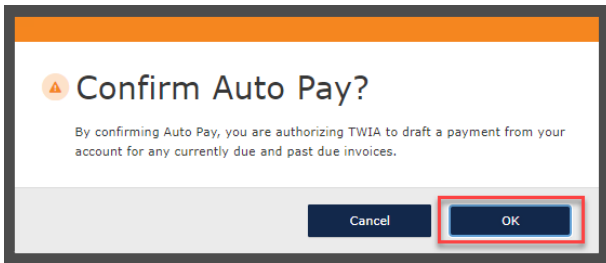 Confirm Auto Pay?
By confirming Auto Pay, you are authorizing TWIA to draft a payment from your
account for any currently due and past due invoices.
Cancel
OK